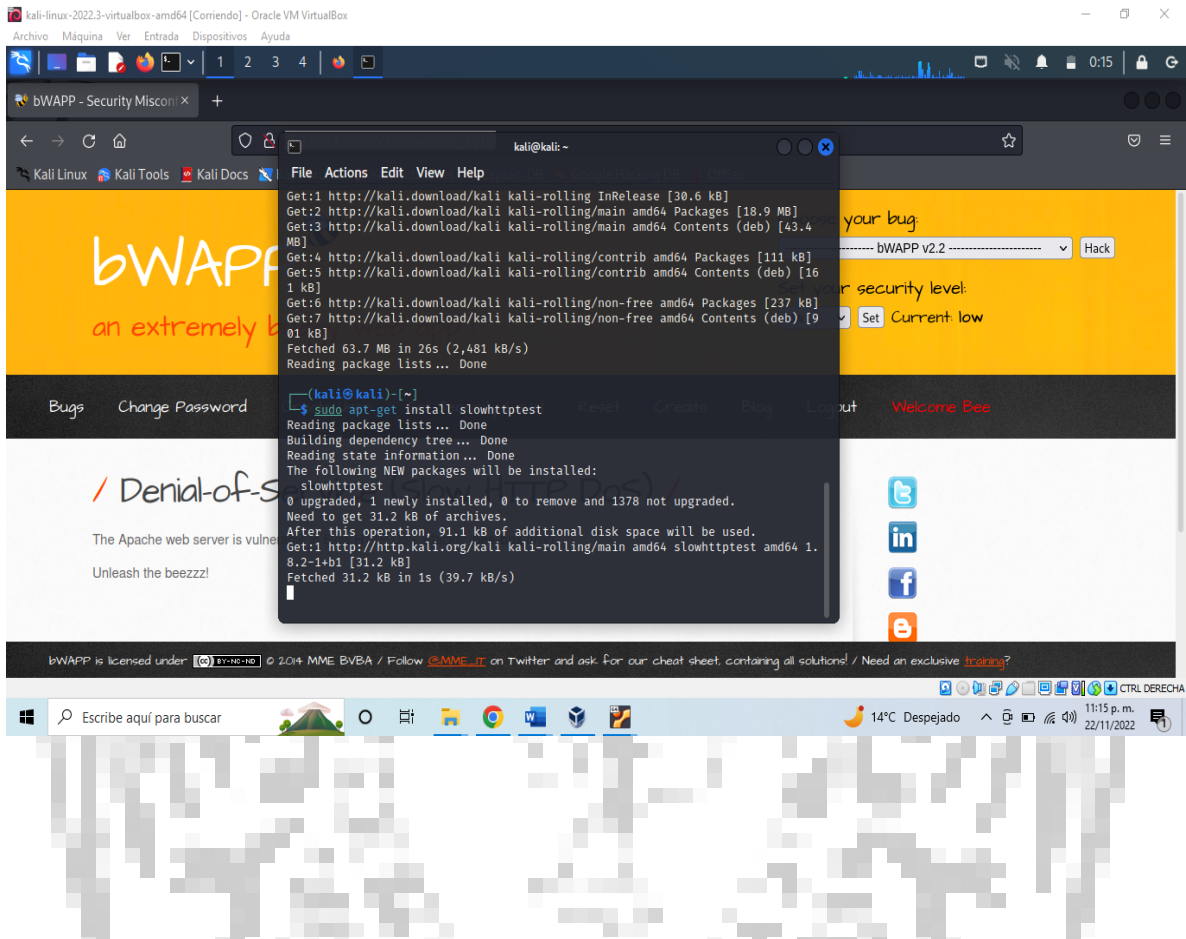 kali-linux-2022.3-virtualbox-amd64 [Corriendo] - Oracle VM VirtualBox
Archivo Máquina Ver Entrada Dispositivos Ayuda
1 2 3 4 0:15
bWAPP - Security Miscon
kali@kali: ~
Kali Linux Kali Tools Kali Docs
File Actions Edit View Help
Get:1 http://kali.download/kali kali-rolling InRelease [30.6 kB]
Get:2 http://kali.download/kali kali-rolling/main amd64 Packages [18.9 MB]
Get:3 http://kali.download/kali kali-rolling/main amd64 Contents (deb) [43.4
MB]
Get:4 http://kali.download/kali kali-rolling/contrib amd64 Packages [111 kB]
Get:5 http://kali.download/kali kali-rolling/contrib amd64 Contents (deb) [16
1 kB]
Get:6 http://kali.download/kali kali-rolling/non-free amd64 Packages [237 kB]
Get:7 http://kali.download/kali kali-rolling/non-free amd64 Contents (deb) [9
01 kB]
Fetched 63.7 MB in 26s (2,481 kB/s)
Reading package lists... Done
(kali㉿kali)-[~]
$ sudo apt-get install slowhttptest
Reading package lists... Done
Building dependency tree... Done
Reading state information... Done
The following NEW packages will be installed:
slowhttptest
0 upgraded, 1 newly installed, 0 to remove and 1378 not upgraded.
Need to get 31.2 kB of archives.
After this operation, 91.1 kB of additional disk space will be used.
Get:1 http://http.kali.org/kali kali-rolling/main amd64 slowhttptest amd64 1.
8.2-1+b1 [31.2 kB]
Fetched 31.2 kB in 1s (39.7 kB/s)
bWAPP
an extremely b
your bug:
bWAPP v2.2 Hack
Set your security level:
Set Current: low
Bugs Change Password Reset Credits Blog Logout Welcome Bee
/ Denial-of-Service (Slow HTTP DoS) /
The Apache web server is vulne
Unleash the beezzz!
bWAPP is licensed under (cc) BY-NC-ND © 2014 MME BVBA / Follow @MME_IT on Twitter and ask for our cheat sheet, containing all solutions! / Need an exclusive training?
CTRL DERECHA
Escribe aquí para buscar
14°C Despejado
11:15 p. m.
22/11/2022